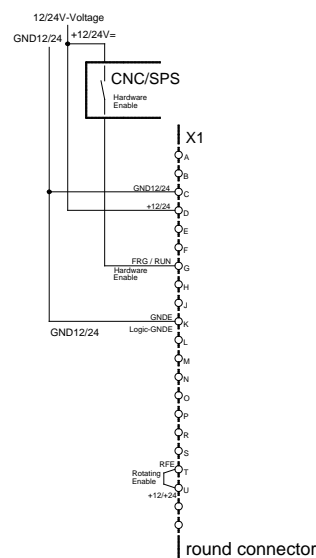 12/24V-Voltage
+12/24V=
GND12/24
CNC/SPS
Hardware
Enable
X1
A
B
GND12/24
C
+12/24
D
E
F
FRG / RUN
G
Hardware
Enable
H
J
GNDE
K
Logic-GNDE
GND12/24
L
M
N
O
P
R
S
RFE
T
Rotating
Enable
U
+12/+24
round connector